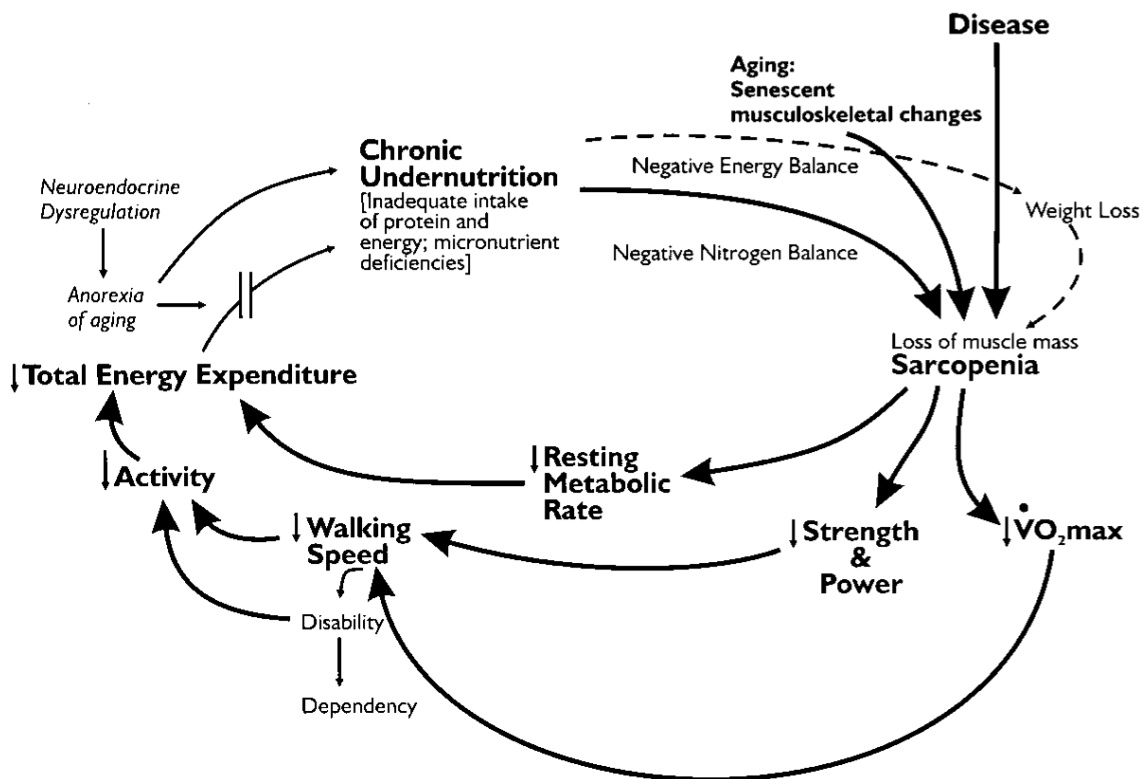 Disease
Aging:
Senescent
musculoskeletal changes
Chronic
Undernutrition
[Inadequate intake
of protein and
energy; micronutrient
deficiencies]
Neuroendocrine
Dysregulation
Negative Energy Balance
Weight Loss
Negative Nitrogen Balance
Anorexia
of aging
Loss of muscle mass
Sarcopenia
↓Total Energy Expenditure
↓Activity
↓Resting
Metabolic
Rate
↓Walking
Speed
↓Strength
&
Power
↓V̇O₂max
Disability
Dependency